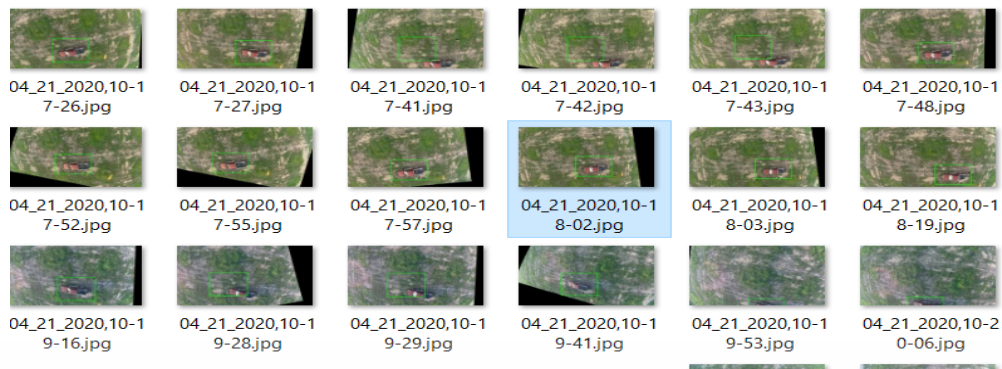 04_21_2020,10-1 04_21_2020,10-1 04_21_2020,10-1 04_21_2020,10-1 04_21_2020,10-1 04_21_2020,10-1
7-26.jpg 7-27.jpg 7-41.jpg 7-42.jpg 7-43.jpg 7-48.jpg
04_21_2020,10-1 04_21_2020,10-1 04_21_2020,10-1 04_21_2020,10-1 04_21_2020,10-1 04_21_2020,10-1
7-52.jpg 7-55.jpg 7-57.jpg 8-02.jpg 8-03.jpg 8-19.jpg
04_21_2020,10-1 04_21_2020,10-1 04_21_2020,10-1 04_21_2020,10-1 04_21_2020,10-1 04_21_2020,10-2
9-16.jpg 9-28.jpg 9-29.jpg 9-41.jpg 9-53.jpg 0-06.jpg